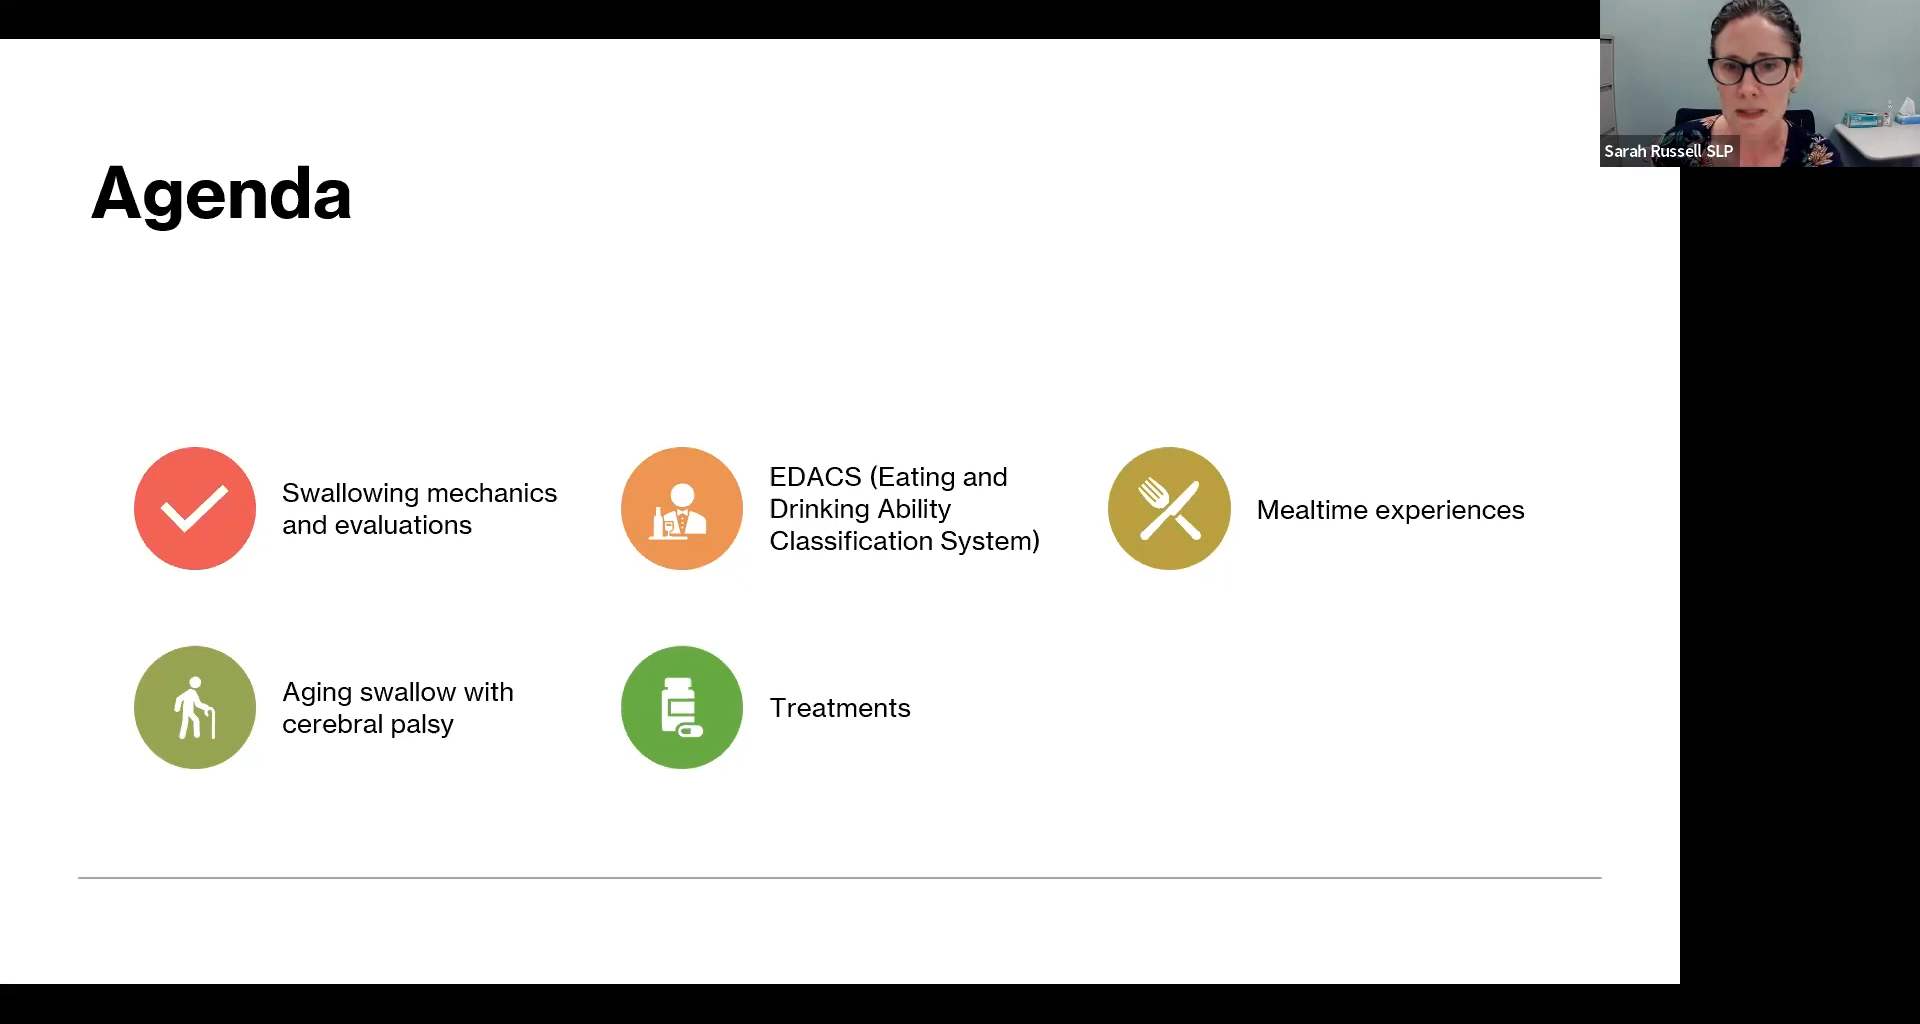 Sarah Russell SLP
Agenda
Swallowing mechanics
and evaluations
EDACS (Eating and
Drinking Ability
Classification System)
Mealtime experiences
Aging swallow with
cerebral palsy
Treatments